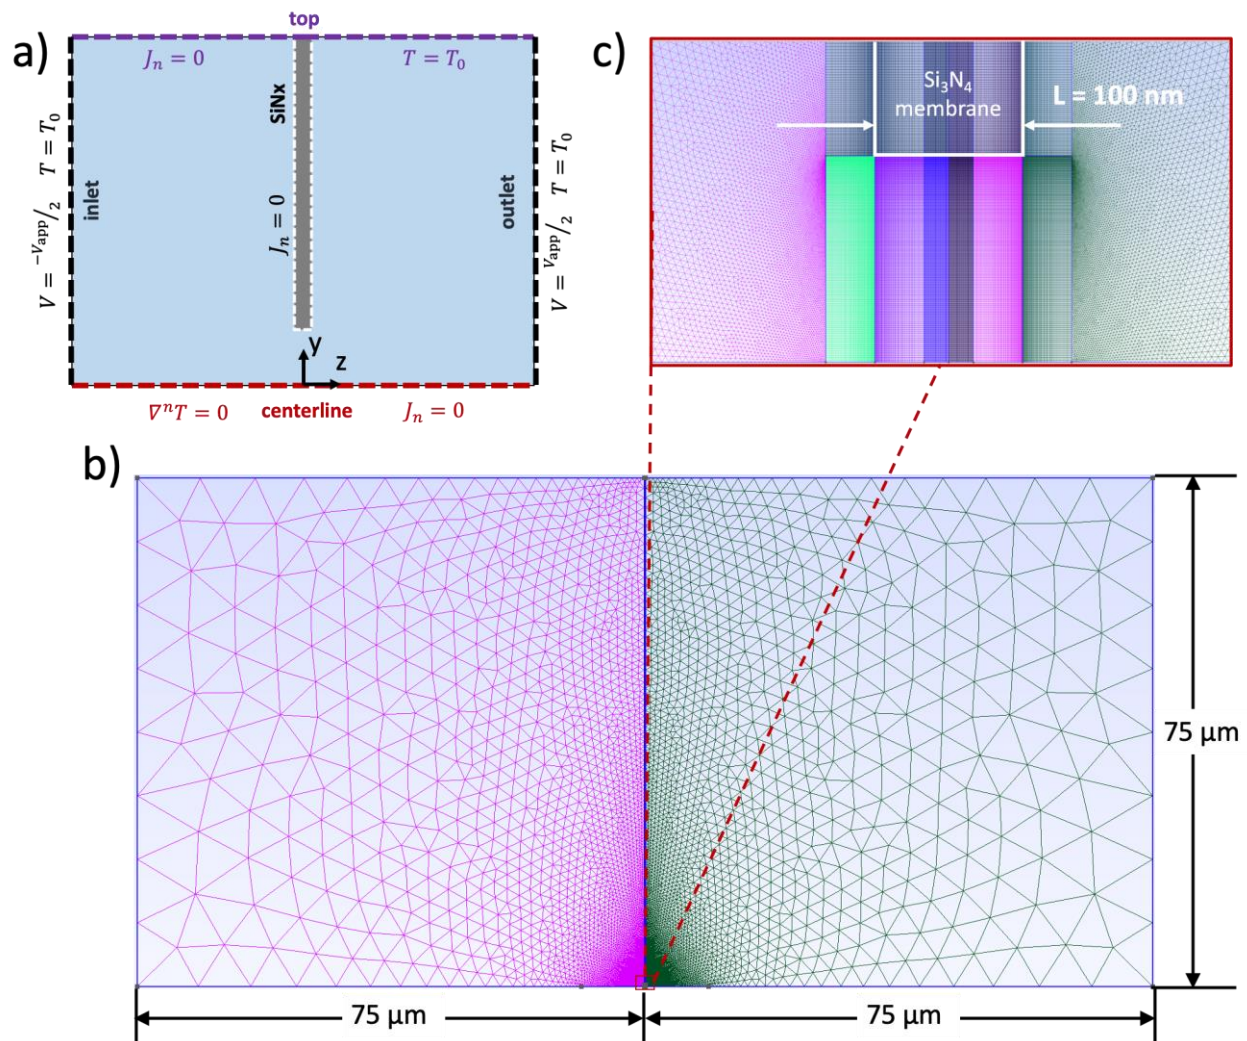 a)
top
J_n = 0
T = T_0
SiNx
J_n = 0
inlet
V = −V_app/2 T = T_0
outlet
V = V_app/2 T = T_0
y
z
∇^n T = 0
centerline
J_n = 0
c)
Si₃N₄
membrane
L = 100 nm
b)
75 μm
75 μm
75 μm